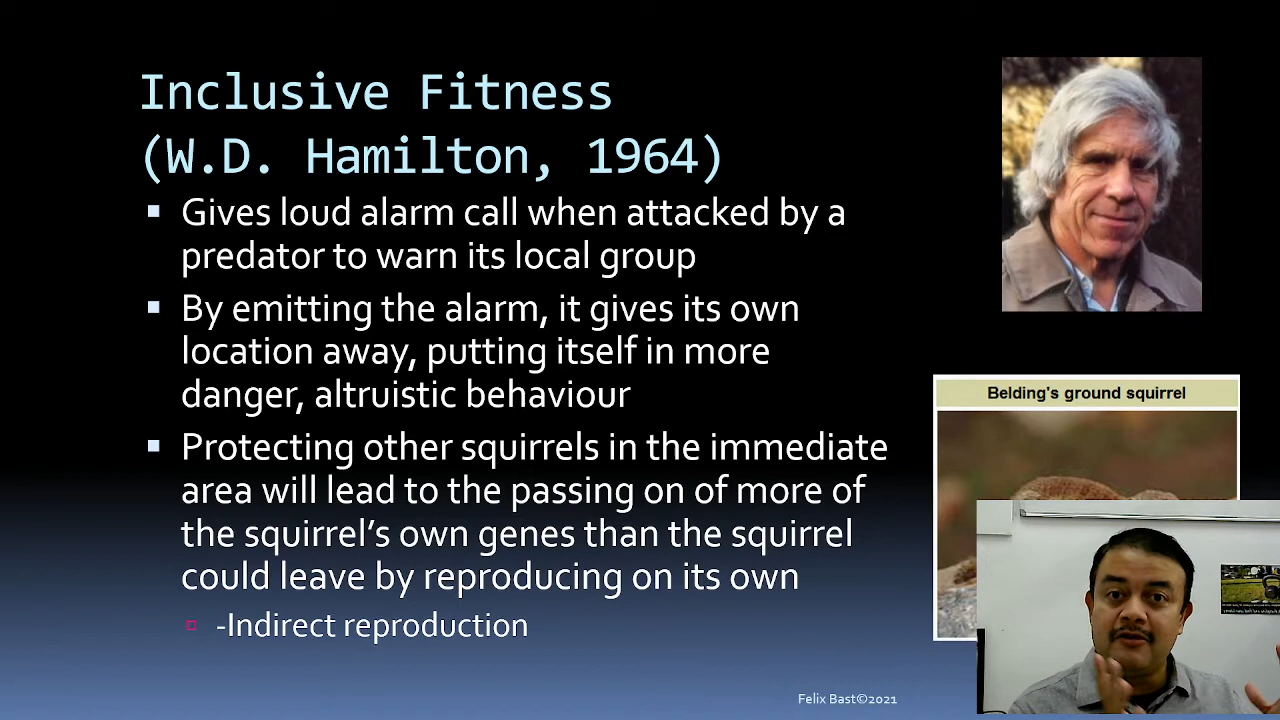 Inclusive Fitness
(W.D. Hamilton, 1964)
Gives loud alarm call when attacked by a
predator to warn its local group
By emitting the alarm, it gives its own
location away, putting itself in more
danger, altruistic behaviour
Protecting other squirrels in the immediate
area will lead to the passing on of more of
the squirrel's own genes than the squirrel
could leave by reproducing on its own
-Indirect reproduction
Belding's ground squirrel
Felix Bast©2021